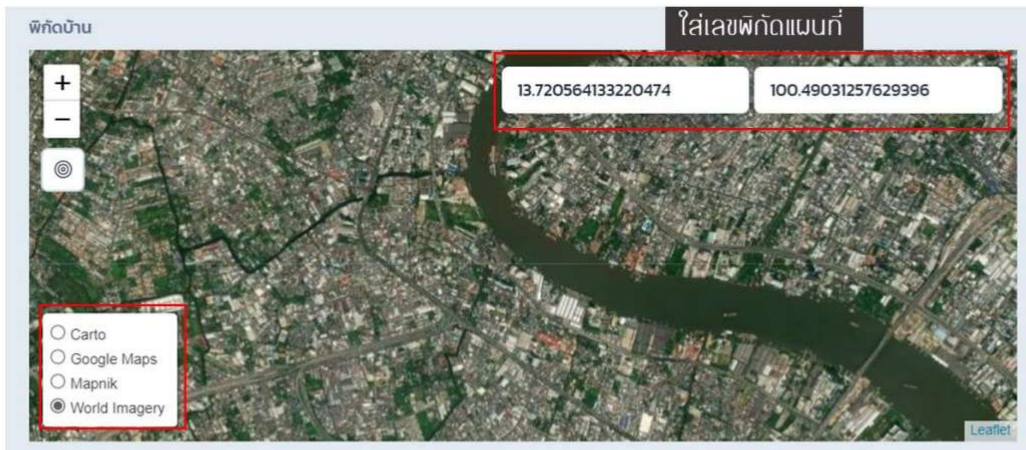 พิกัดบ้าน
ใส่เลขพิกัดแผนที่
+
13.720564133220474
100.49031257629396
−
Carto
Google Maps
Mapnik
World Imagery
Leaflet